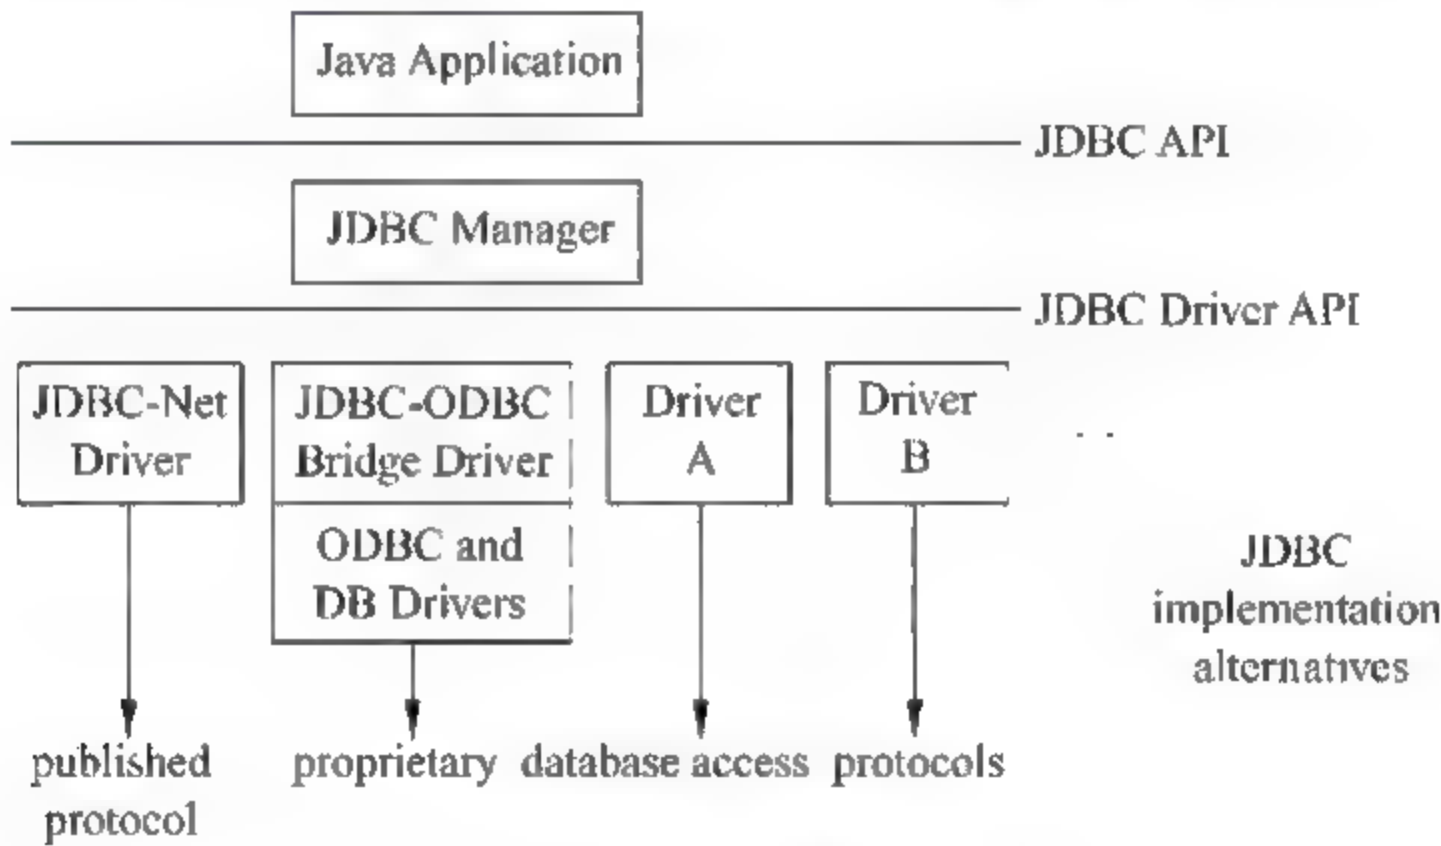 Java Application
JDBC API
JDBC Manager
JDBC Driver API
JDBC-Net
Driver
JDBC-ODBC
Bridge Driver
ODBC and
DB Drivers
Driver
A
Driver
B
. .
JDBC
implementation
alternatives
published
protocol
proprietary database access protocols